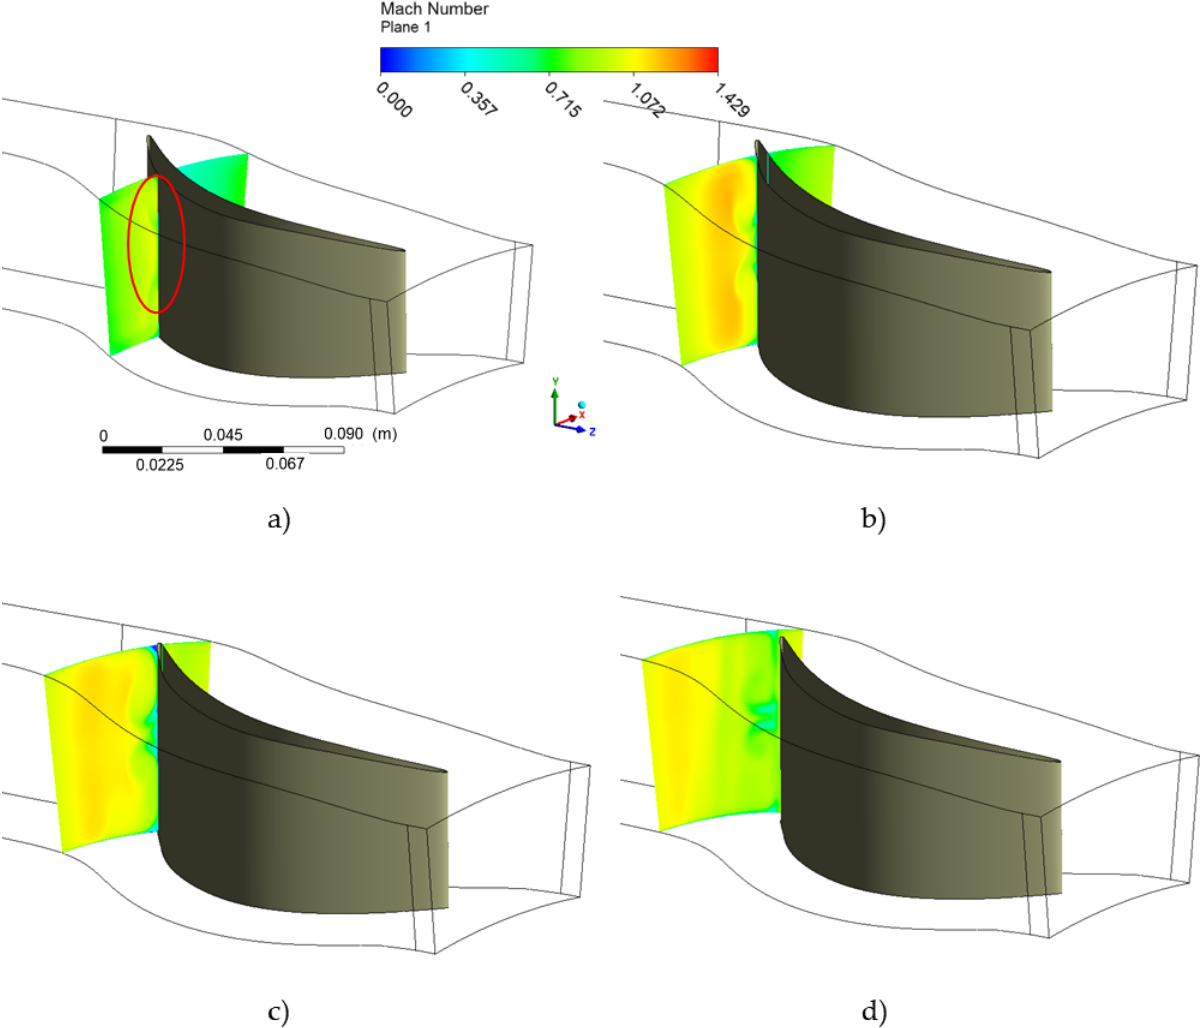 Mach Number
Plane 1
0.000 0.357 0.715 1.072 1.429
Y
X
Z
0 0.045 0.090 (m)
0.0225 0.067
a) b)
c) d)